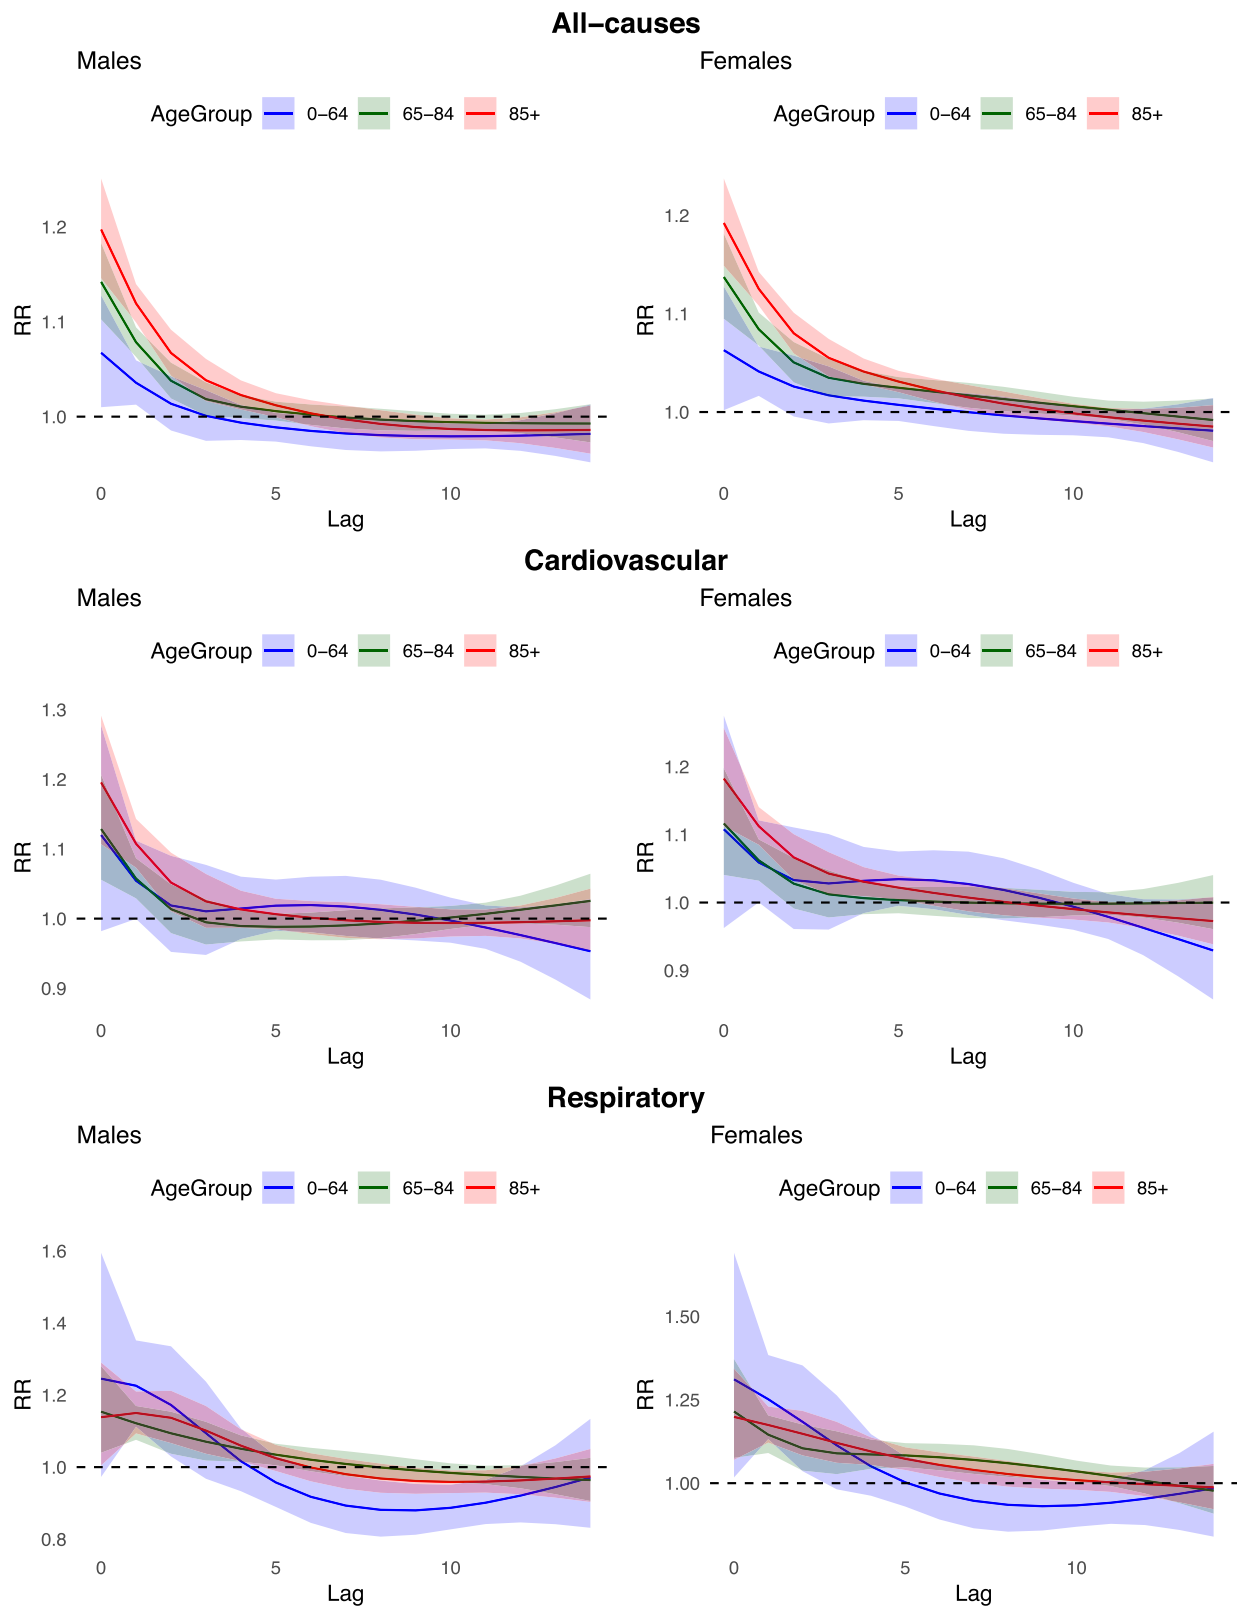 All−causes
Males
Females
AgeGroup 0−64 65−84 85+
AgeGroup 0−64 65−84 85+
1.2
1.1
1.0
RR
0 5 10
Lag
1.2
1.1
1.0
RR
0 5 10
Lag
Cardiovascular
Males
Females
AgeGroup 0−64 65−84 85+
AgeGroup 0−64 65−84 85+
1.3
1.2
1.1
1.0
0.9
RR
0 5 10
Lag
1.2
1.1
1.0
0.9
RR
0 5 10
Lag
Respiratory
Males
Females
AgeGroup 0−64 65−84 85+
AgeGroup 0−64 65−84 85+
1.6
1.4
1.2
1.0
0.8
RR
0 5 10
Lag
1.50
1.25
1.00
RR
0 5 10
Lag